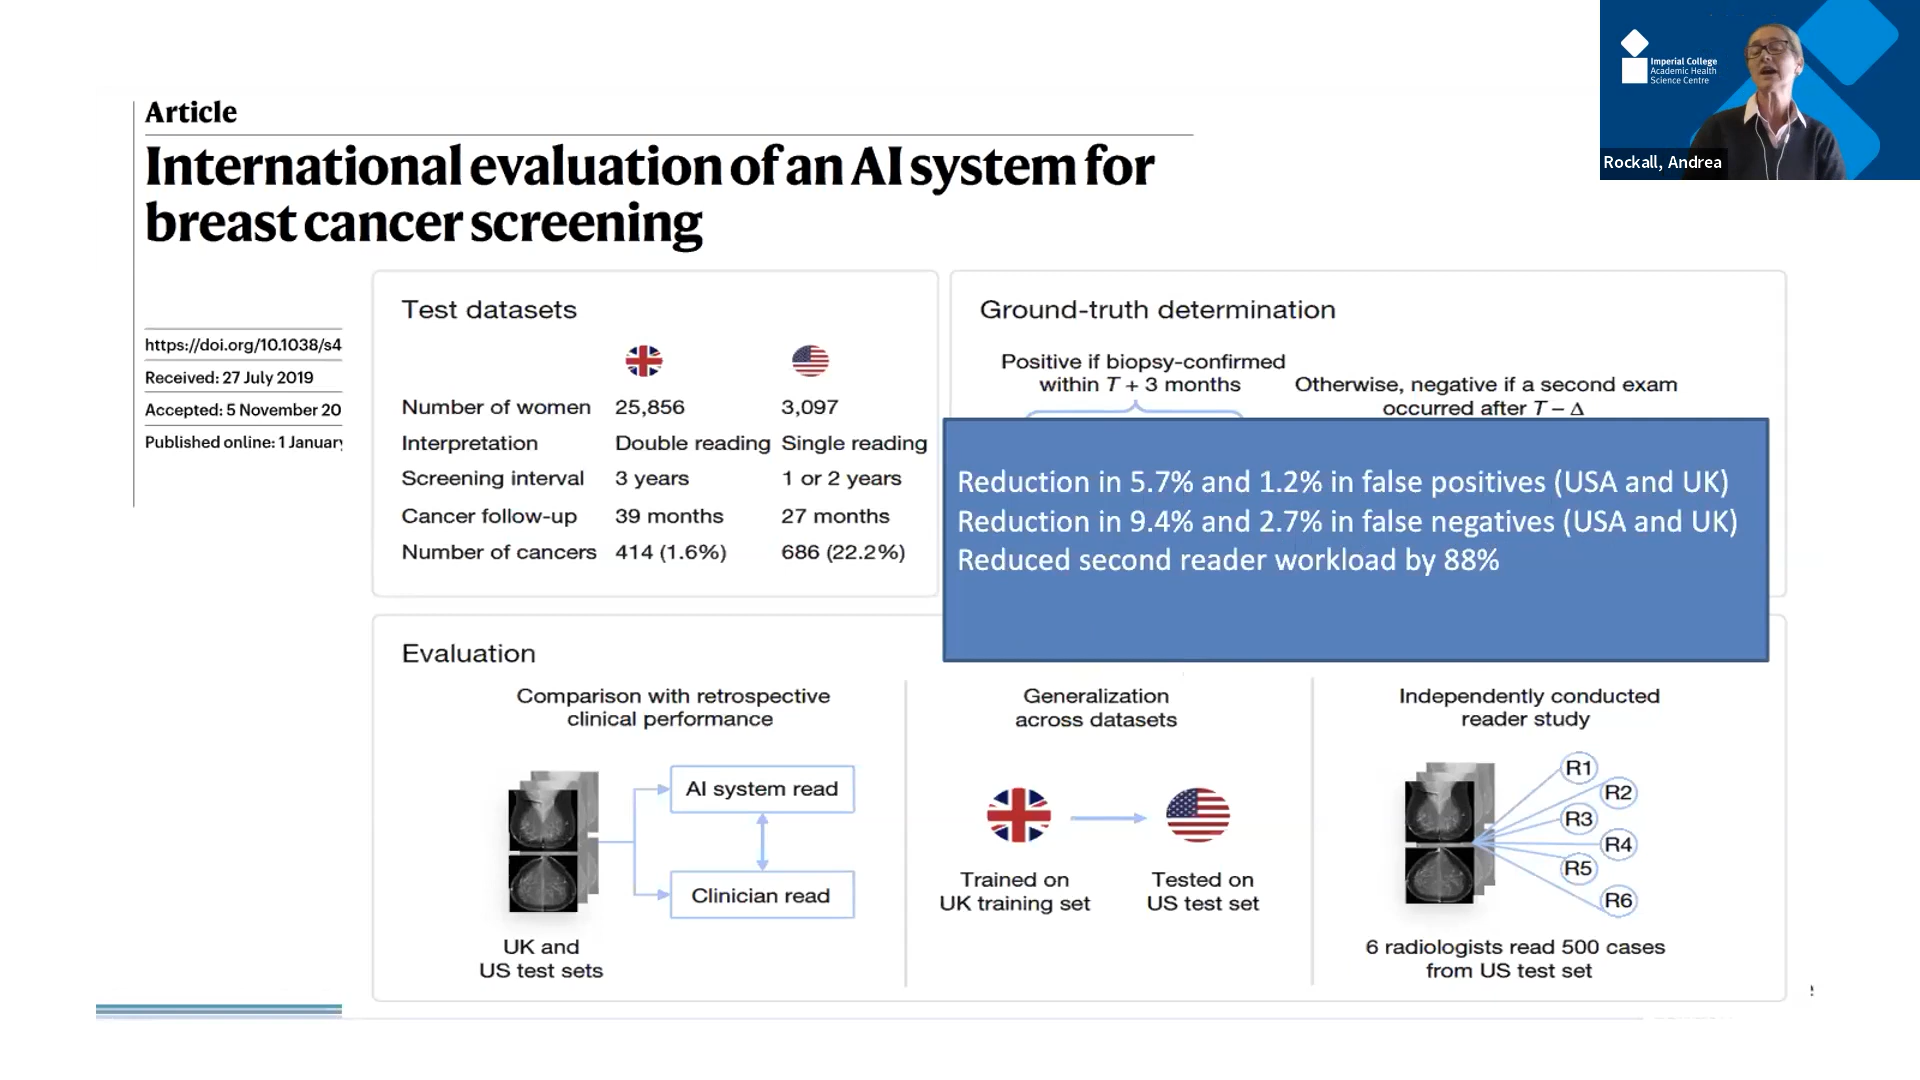 Imperial College
Academic Health
Science Centre
Rockall, Andrea
Article
International evaluation of an AI system for
breast cancer screening
https://doi.org/10.1038/s4
Received: 27 July 2019
Accepted: 5 November 20
Published online: 1 January
Test datasets
Number of women 25,856 3,097
Interpretation Double reading Single reading
Screening interval 3 years 1 or 2 years
Cancer follow-up 39 months 27 months
Number of cancers 414 (1.6%) 686 (22.2%)
Ground-truth determination
Positive if biopsy-confirmed
within T + 3 months
Otherwise, negative if a second exam
occurred after T – Δ
Reduction in 5.7% and 1.2% in false positives (USA and UK)
Reduction in 9.4% and 2.7% in false negatives (USA and UK)
Reduced second reader workload by 88%
Evaluation
Comparison with retrospective
clinical performance
AI system read
Clinician read
UK and
US test sets
Generalization
across datasets
Trained on
UK training set
Tested on
US test set
Independently conducted
reader study
R1
R2
R3
R4
R5
R6
6 radiologists read 500 cases
from US test set